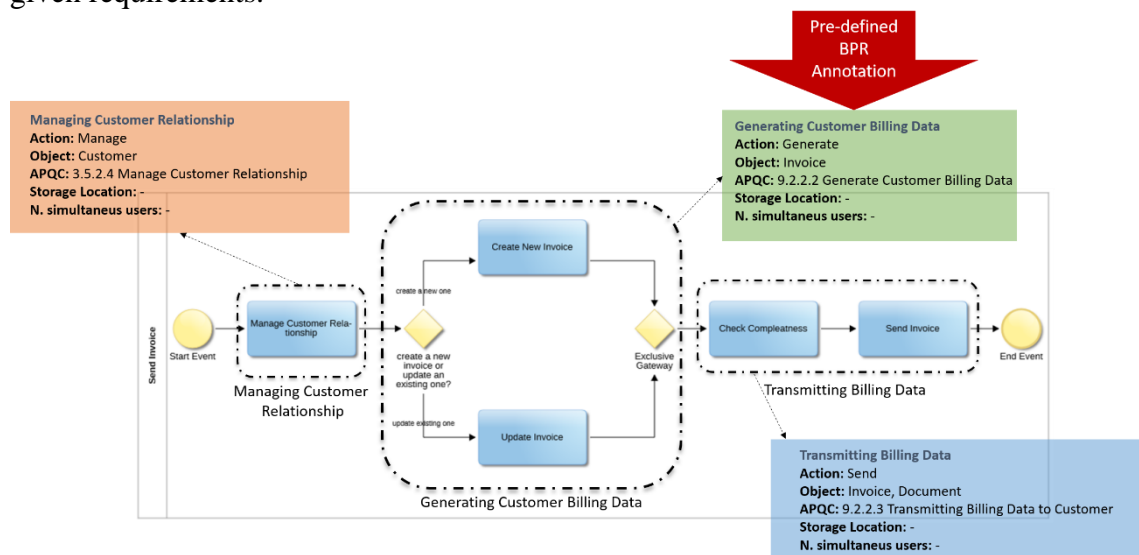 given requirements.
Pre-defined
BPR
Annotation
Managing Customer Relationship
Action: Manage
Object: Customer
APQC: 3.5.2.4 Manage Customer Relationship
Storage Location: -
N. simultaneus users: -
Generating Customer Billing Data
Action: Generate
Object: Invoice
APQC: 9.2.2.2 Generate Customer Billing Data
Storage Location: -
N. simultaneus users: -
Send Invoice
Start Event
Manage Customer Rela-
tionship
Managing Customer
Relationship
create a new one
create a new
invoice or
update an
existing one?
update existing one
Create New Invoice
Update Invoice
Exclusive
Gateway
Generating Customer Billing Data
Check Compleatness
Send Invoice
End Event
Transmitting Billing Data
Transmitting Billing Data
Action: Send
Object: Invoice, Document
APQC: 9.2.2.3 Transmitting Billing Data to Customer
Storage Location: -
N. simultaneus users: -